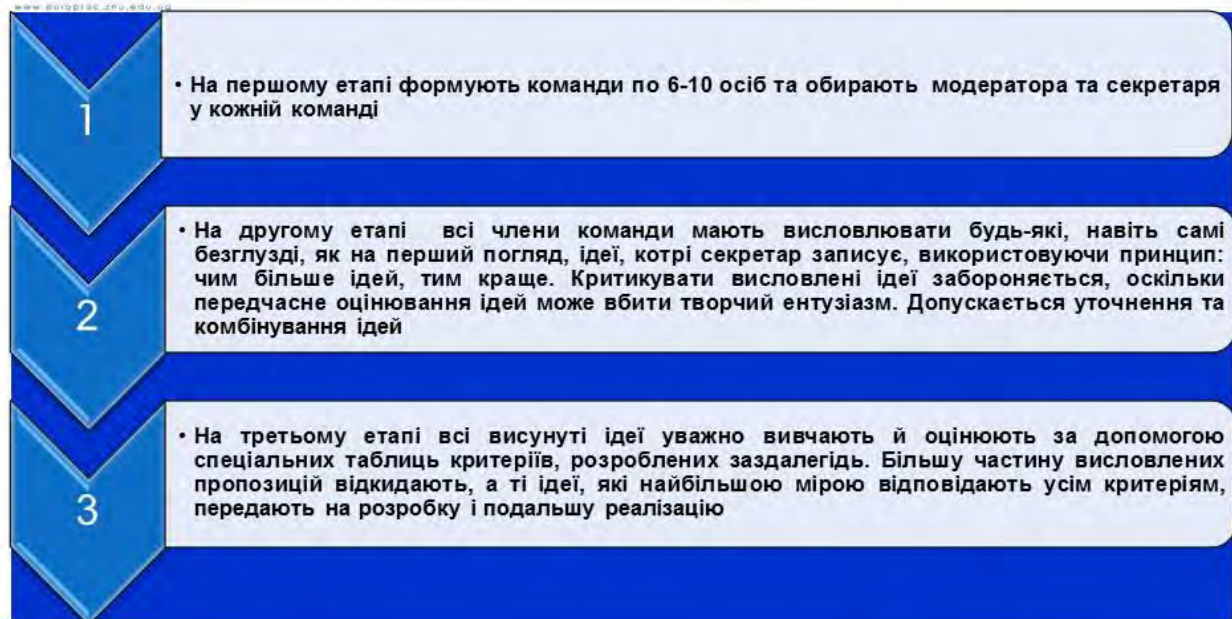 1
• На першому етапі формують команди по 6-10 осіб та обирають модератора та секретаря
у кожній команді
2
• На другому етапі всі члени команди мають висловлювати будь-які, навіть самі
безглузді, як на перший погляд, ідеї, котрі секретар записує, використовуючи принцип:
чим більше ідей, тим краще. Критикувати висловлені ідеї забороняється, оскільки
передчасне оцінювання ідей може вбити творчий ентузіазм. Допускається уточнення та
комбінування ідей
3
• На третьому етапі всі висунуті ідеї уважно вивчають й оцінюють за допомогою
спеціальних таблиць критеріїв, розроблених заздалегідь. Більшу частину висловлених
пропозицій відкидають, а ті ідеї, які найбільшою мірою відповідають усім критеріям,
передають на розробку і подальшу реалізацію